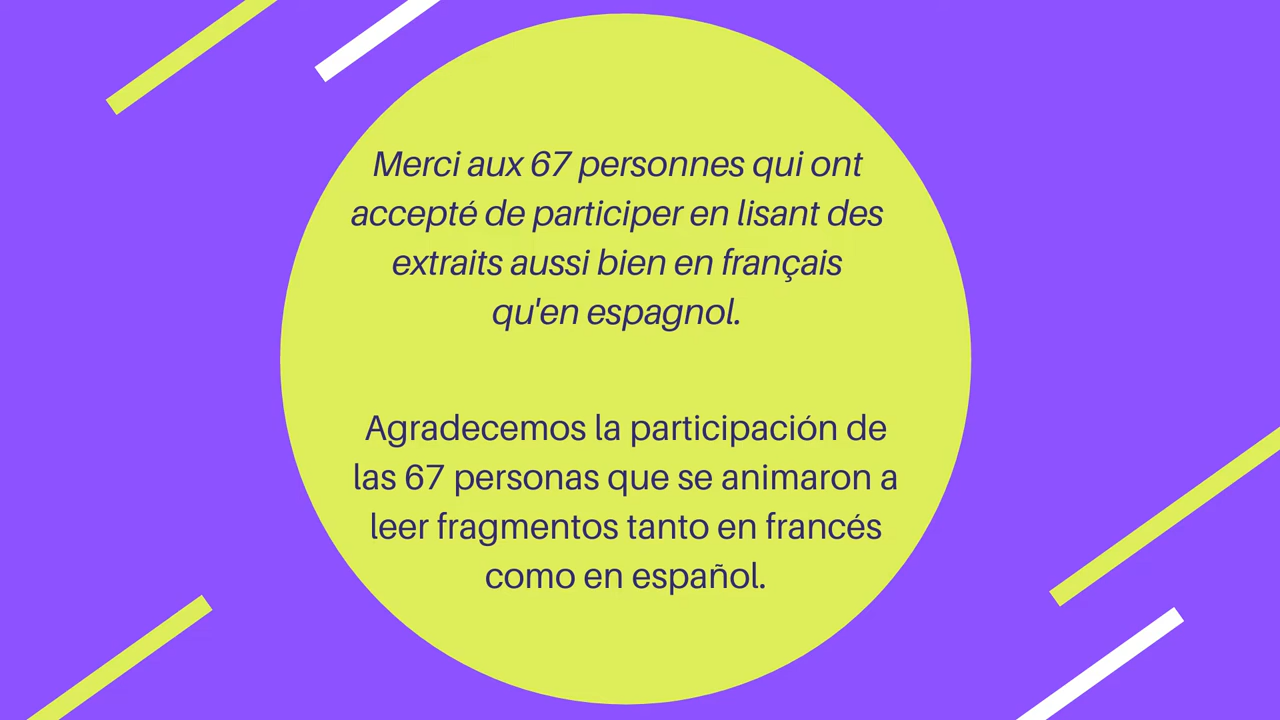 Merci aux 67 personnes qui ont
accepté de participer en lisant des
extraits aussi bien en français
qu'en espagnol.
Agradecemos la participación de
las 67 personas que se animaron a
leer fragmentos tanto en francés
como en español.